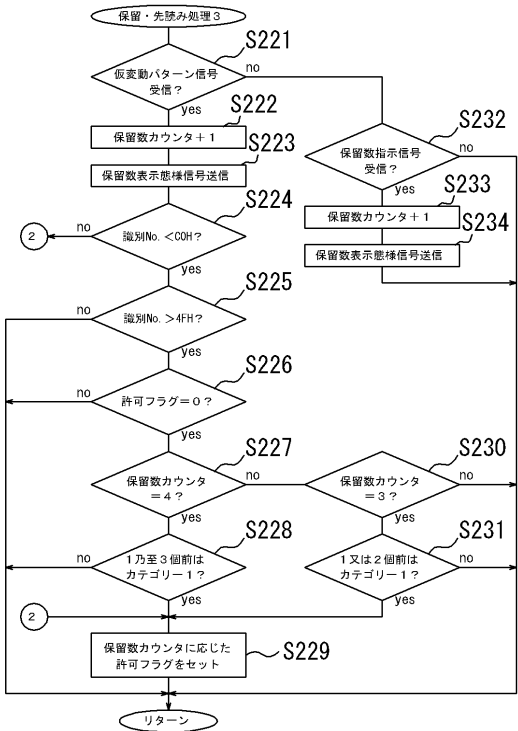 保留・先読み処理３
S221
仮変動パターン信号
受信？
no
yes
S222
保留数カウンタ＋１
S223
保留数表示態様信号送信
S224
識別No.＜C0H？
no
2
yes
S225
識別No.＞4FH？
no
yes
S226
許可フラグ＝０？
no
yes
S227
保留数カウンタ
＝４？
no
yes
S228
１乃至３個前は
カテゴリー１？
no
yes
2
S229
保留数カウンタに応じた
許可フラグをセット
リターン
S230
保留数カウンタ
＝３？
no
yes
S231
１又は２個前は
カテゴリー１？
no
yes
S232
保留数指示信号
受信？
no
yes
S233
保留数カウンタ＋１
S234
保留数表示態様信号送信